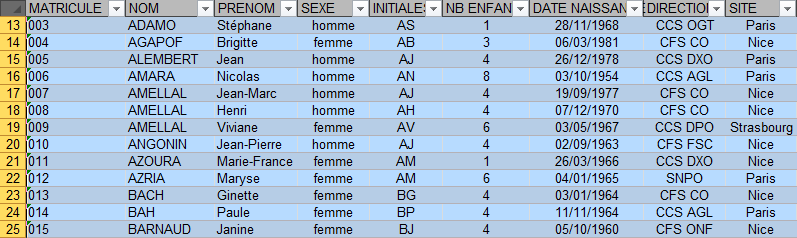 MATRICULE NOM PRENOM SEXE INITIALES NB ENFAN DATE NAISSAN DIRECTION SITE
13 003 ADAMO Stéphane homme AS 1 28/11/1968 CCS OGT Paris
14 004 AGAPOF Brigitte femme AB 3 06/03/1981 CFS CO Nice
15 005 ALEMBERT Jean homme AJ 4 26/12/1978 CCS DXO Paris
16 006 AMARA Nicolas homme AN 8 03/10/1954 CCS AGL Paris
17 007 AMELLAL Jean-Marc homme AJ 4 19/09/1977 CFS CO Nice
18 008 AMELLAL Henri homme AH 4 07/12/1970 CFS CO Nice
19 009 AMELLAL Viviane femme AV 6 03/05/1967 CCS DPO Strasbourg
20 010 ANGONIN Jean-Pierre homme AJ 4 02/09/1963 CFS FSC Nice
21 011 AZOURA Marie-France femme AM 1 26/03/1966 CCS DXO Nice
22 012 AZRIA Maryse femme AM 6 04/01/1965 SNPO Paris
23 013 BACH Ginette femme BG 4 03/01/1964 CFS CO Nice
24 014 BAH Paule femme BP 4 11/11/1964 CCS AGL Paris
25 015 BARNAUD Janine femme BJ 4 05/10/1960 CFS ONF Nice